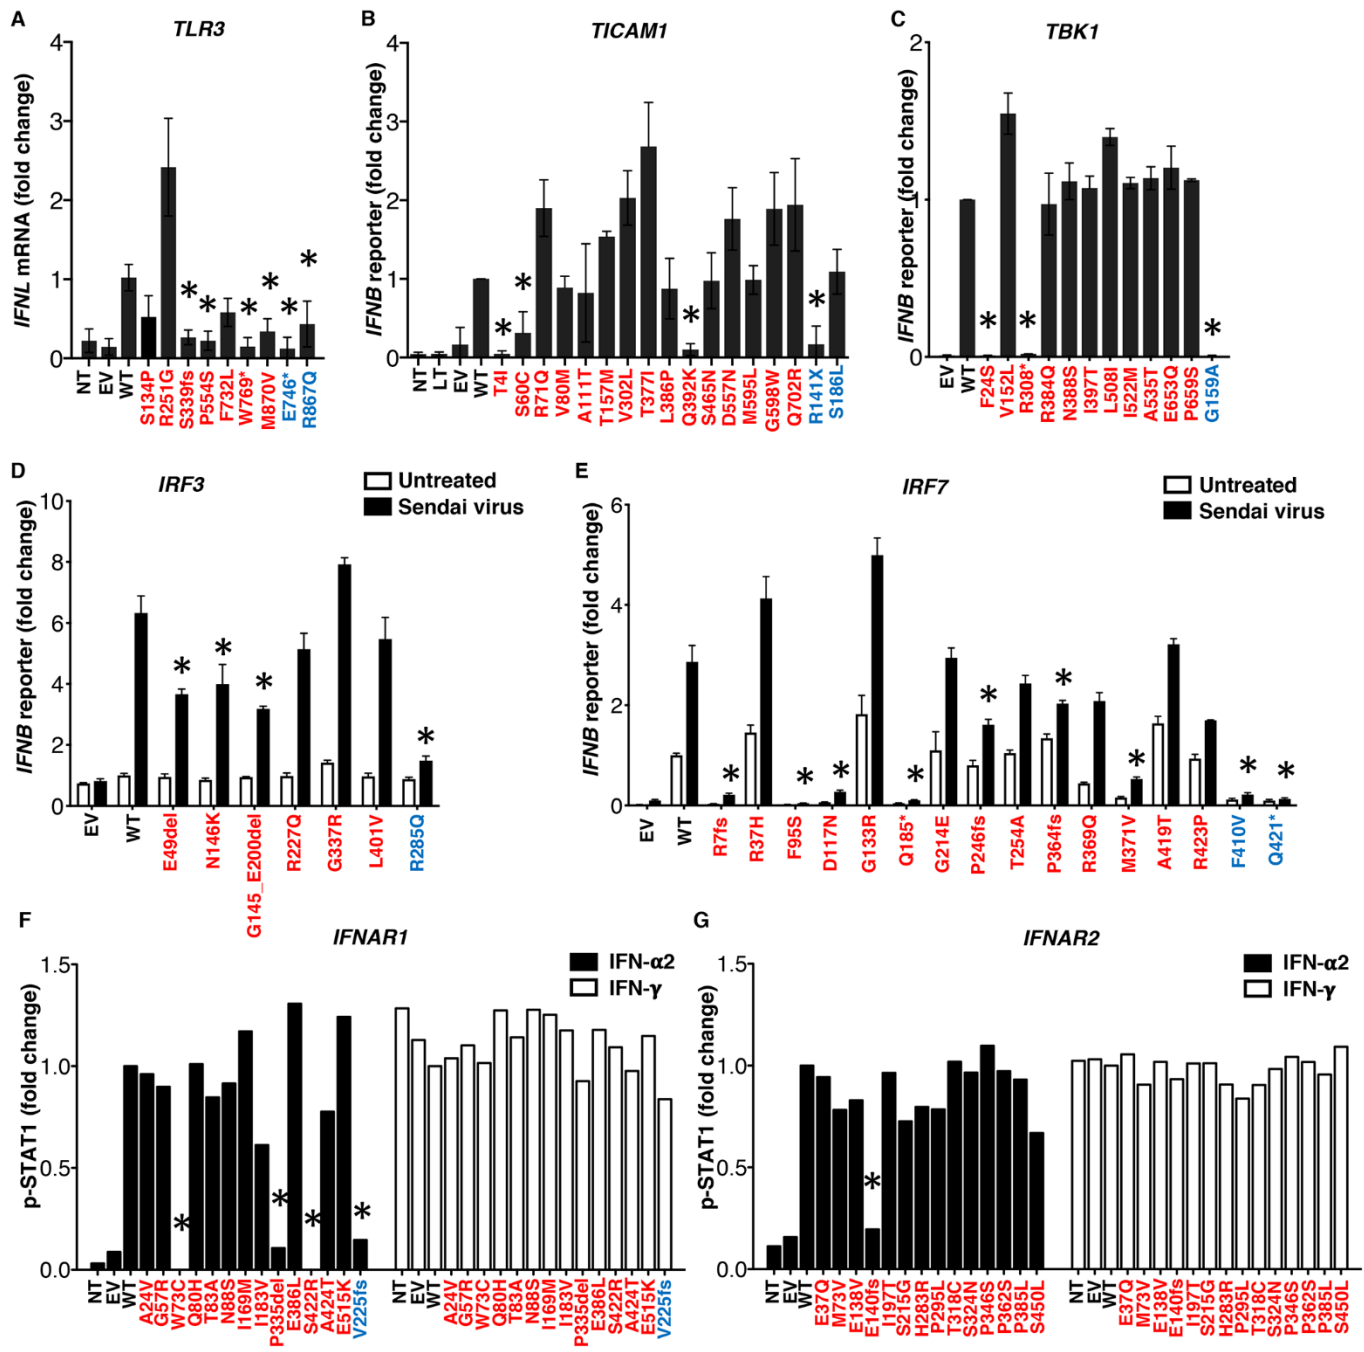 A
TLR3
IFNL mRNA (fold change)
4
3
2
1
0
* * * * * *
NT EV WT S134P R251G S339fs P554S F732L W769* M870V E746* R867Q
B
TICAM1
IFNB reporter (fold change)
4
3
2
1
0
* * * *
NT LT EV WT T4I S60C R71Q V80M A111T T157M V302L T377I L386P Q392K S465N D557N M595L G598W Q702R R141X S186L
C
TBK1
IFNB reporter (fold change)
2
1
0
* * *
EV WT F24S V152L R308* R384Q N388S I397T L508I I522M A535T E653Q P659S G159A
D
IRF3
Untreated
Sendai virus
IFNB reporter (fold change)
10
8
6
4
2
0
* * * *
EV WT E49del N146K G145_E200del R227Q G337R L401V R285Q
E
IRF7
Untreated
Sendai virus
IFNB reporter (fold change)
6
4
2
0
* * * * * * * * *
EV WT R7fs R37H F95S D117N G133R Q185* G214E P246fs T254A P364fs R369Q M371V A419T R423P F410V Q421*
F
IFNAR1
IFN-α2
IFN-γ
p-STAT1 (fold change)
1.5
1.0
0.5
0.0
* * * *
NT EV WT A24V G57R W73C Q80H T83A N88S I169M I183V P335del E386L S422R A424T E515K V225fs
NT EV WT A24V G57R W73C Q80H T83A N88S I169M I183V P335del E386L S422R A424T E515K V225fs
G
IFNAR2
IFN-α2
IFN-γ
p-STAT1 (fold change)
1.5
1.0
0.5
0.0
*
NT EV WT E37Q M73V E138V E140fs I197T S215G H283R P295L T318C S324N P346S P362S P385L S450L
NT EV WT E37Q M73V E138V E140fs I197T S215G H283R P295L T318C S324N P346S P362S P385L S450L